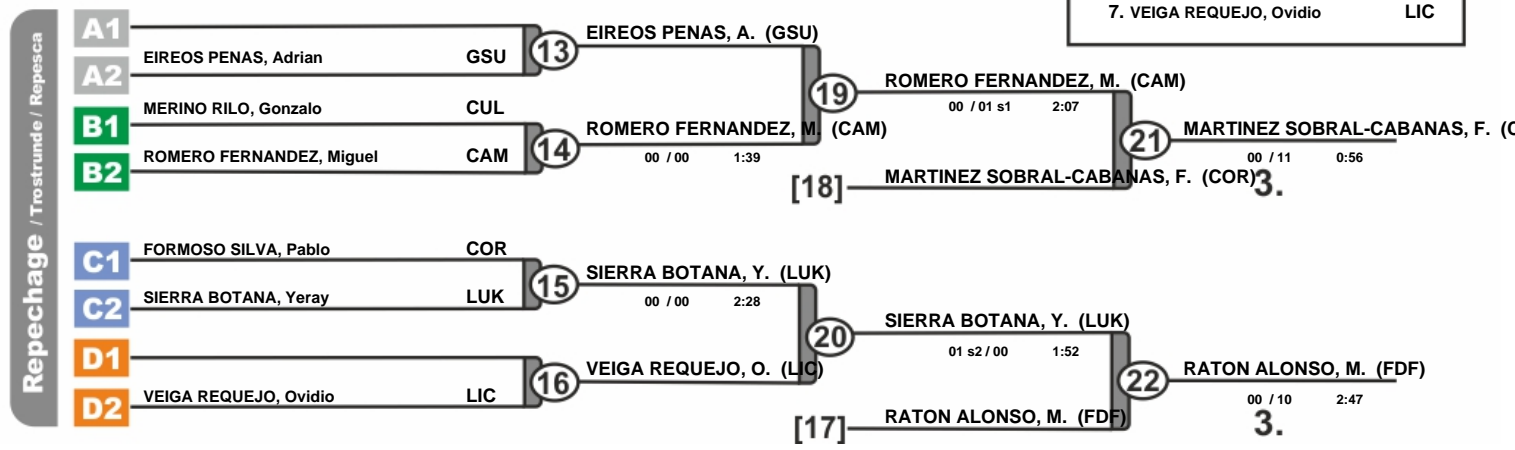 7. VEIGA REQUEJO, Ovidio LIC
Repechage / Trostrunde / Repesca
A1
EIREOS PENAS, Adrian GSU
A2
13
EIREOS PENAS, A. (GSU)
MERINO RILO, Gonzalo CUL
B1
ROMERO FERNANDEZ, Miguel CAM
B2
14
ROMERO FERNANDEZ, M. (CAM)
00 / 00 1:39
19
ROMERO FERNANDEZ, M. (CAM)
00 / 01 s1 2:07
[18]
MARTINEZ SOBRAL-CABANAS, F. (COR)
21
MARTINEZ SOBRAL-CABANAS, F.
00 / 11 0:56
3.
FORMOSO SILVA, Pablo COR
C1
SIERRA BOTANA, Yeray LUK
C2
15
SIERRA BOTANA, Y. (LUK)
00 / 00 2:28
D1
VEIGA REQUEJO, Ovidio LIC
D2
16
VEIGA REQUEJO, O. (LIC)
20
SIERRA BOTANA, Y. (LUK)
01 s2 / 00 1:52
[17]
RATON ALONSO, M. (FDF)
22
RATON ALONSO, M. (FDF)
00 / 10 2:47
3.